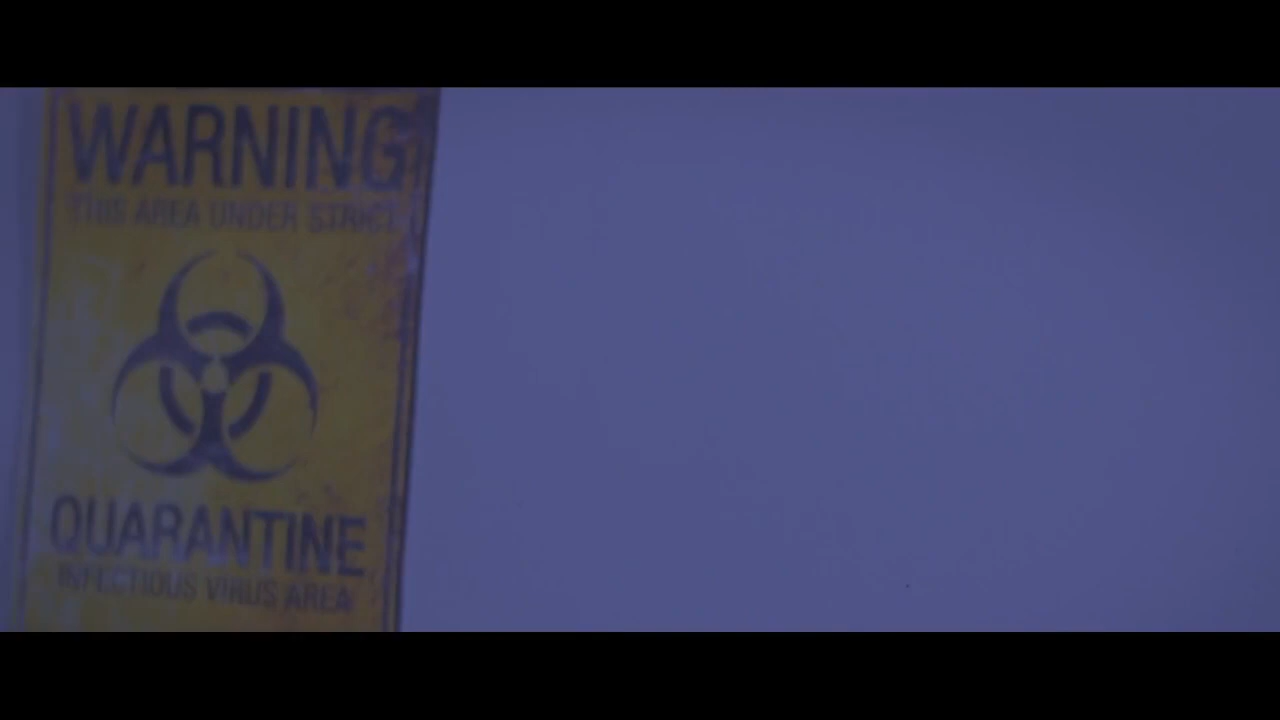 WARNING
THIS AREA UNDER STRICT
QUARANTINE
INFECTIOUS VIRUS AREA